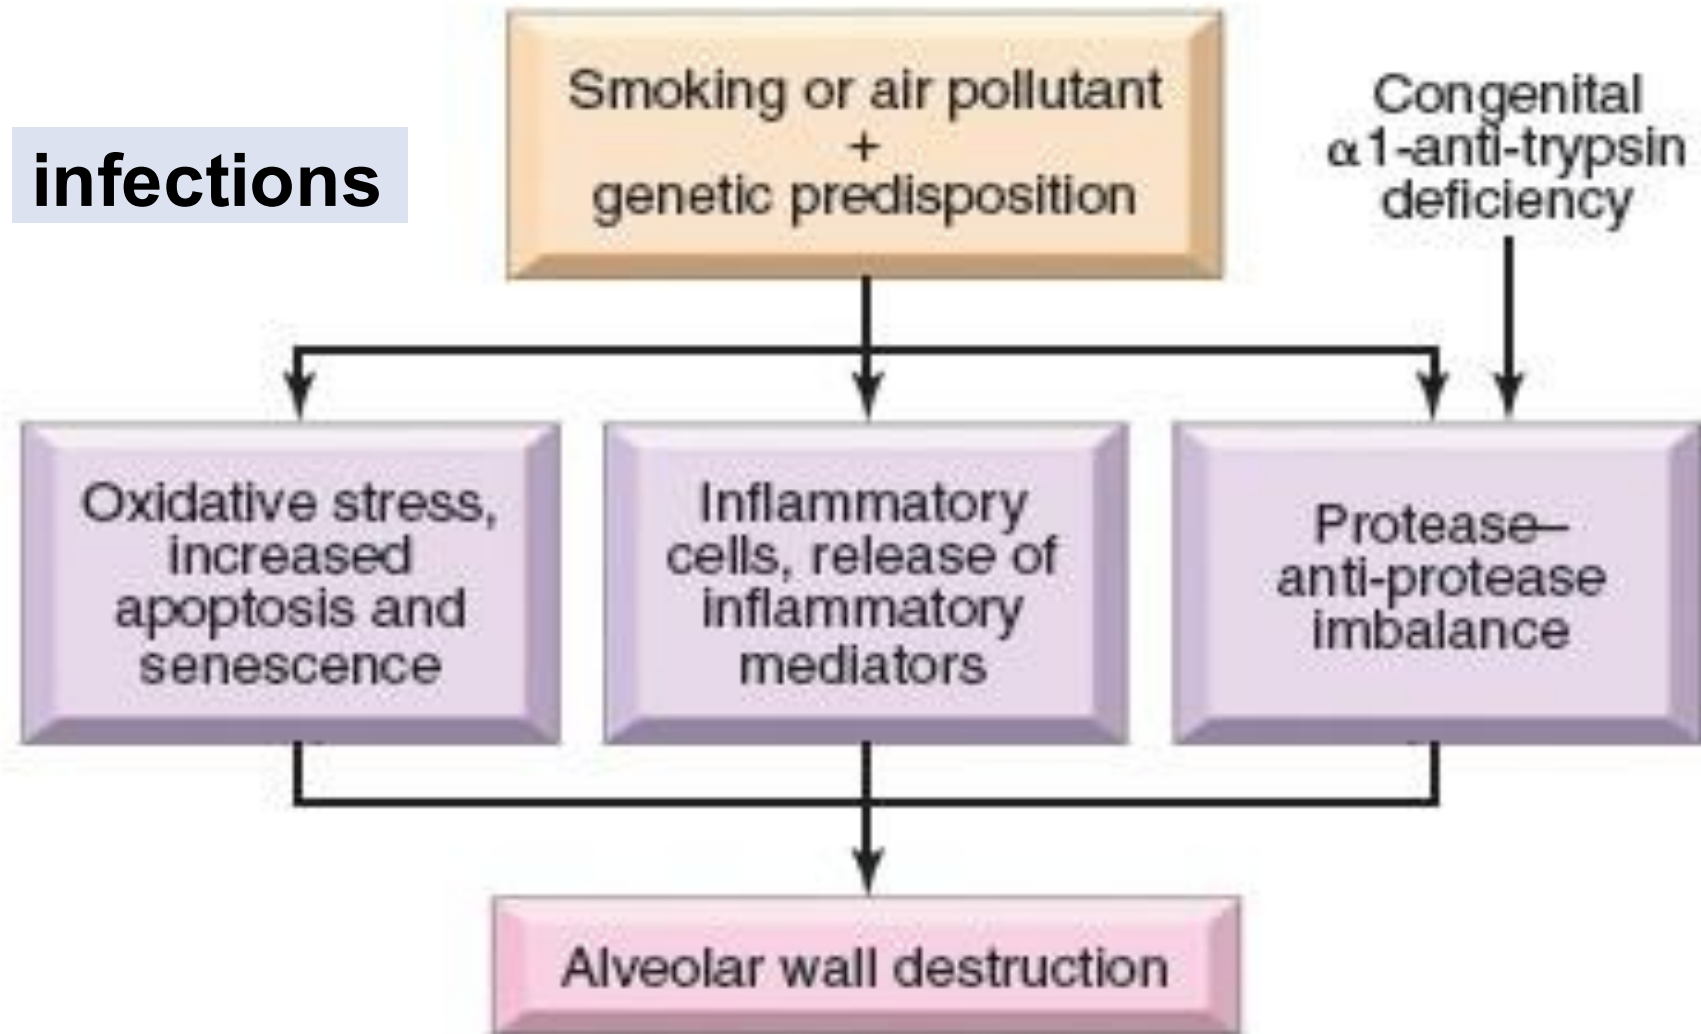 infections
Smoking or air pollutant
+
genetic predisposition
Congenital
α1-anti-trypsin
deficiency
Oxidative stress,
increased
apoptosis and
senescence
Inflammatory
cells, release of
inflammatory
mediators
Protease–
anti-protease
imbalance
Alveolar wall destruction